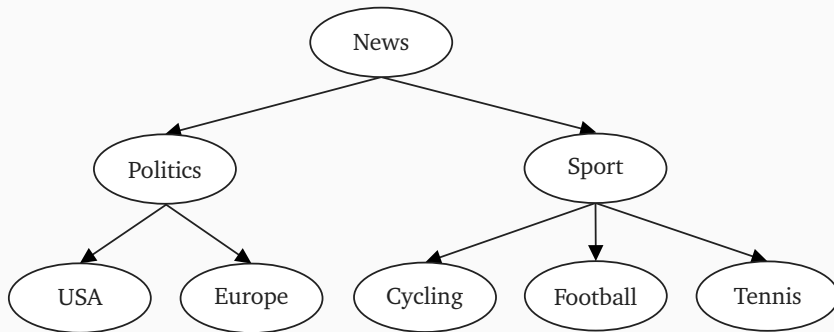 News
Politics
Sport
USA
Europe
Cycling
Football
Tennis